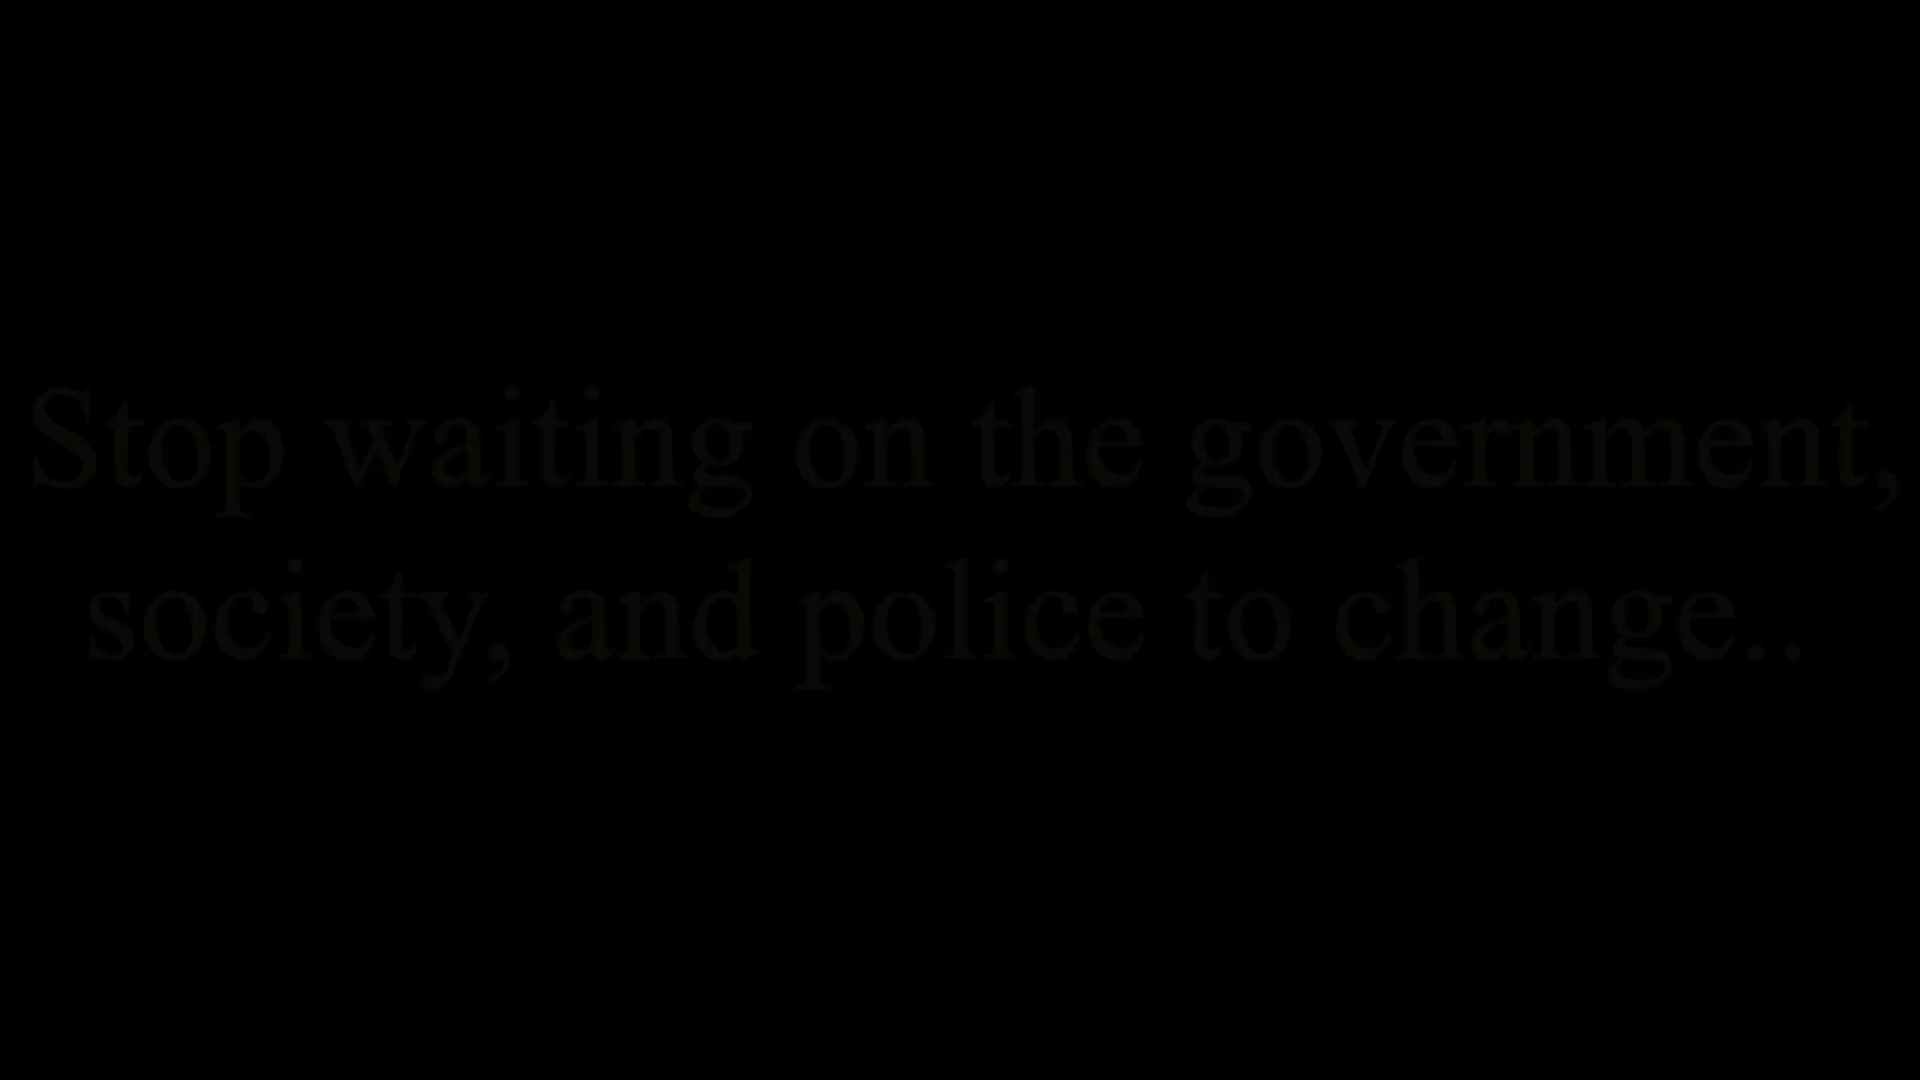 Stop waiting on the government,
society, and police to change..